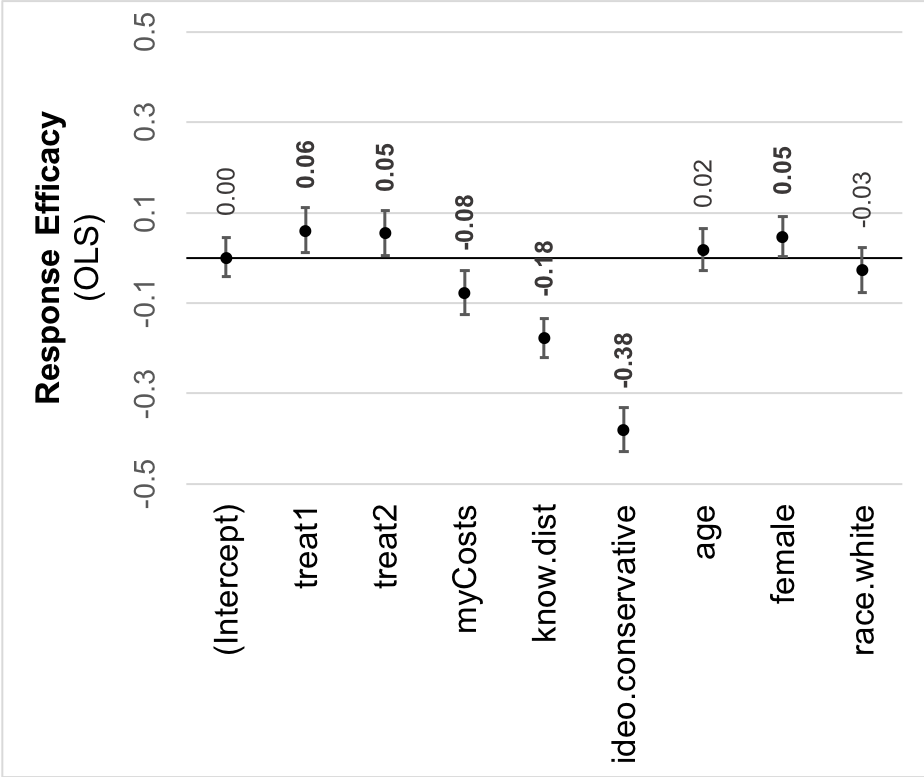 Response Efficacy
(OLS)
0.5
0.3
0.1
-0.1
-0.3
-0.5
0.00
0.06
0.05
-0.08
-0.18
-0.38
0.02
0.05
-0.03
(Intercept)
treat1
treat2
myCosts
know.dist
ideo.conservative
age
female
race.white